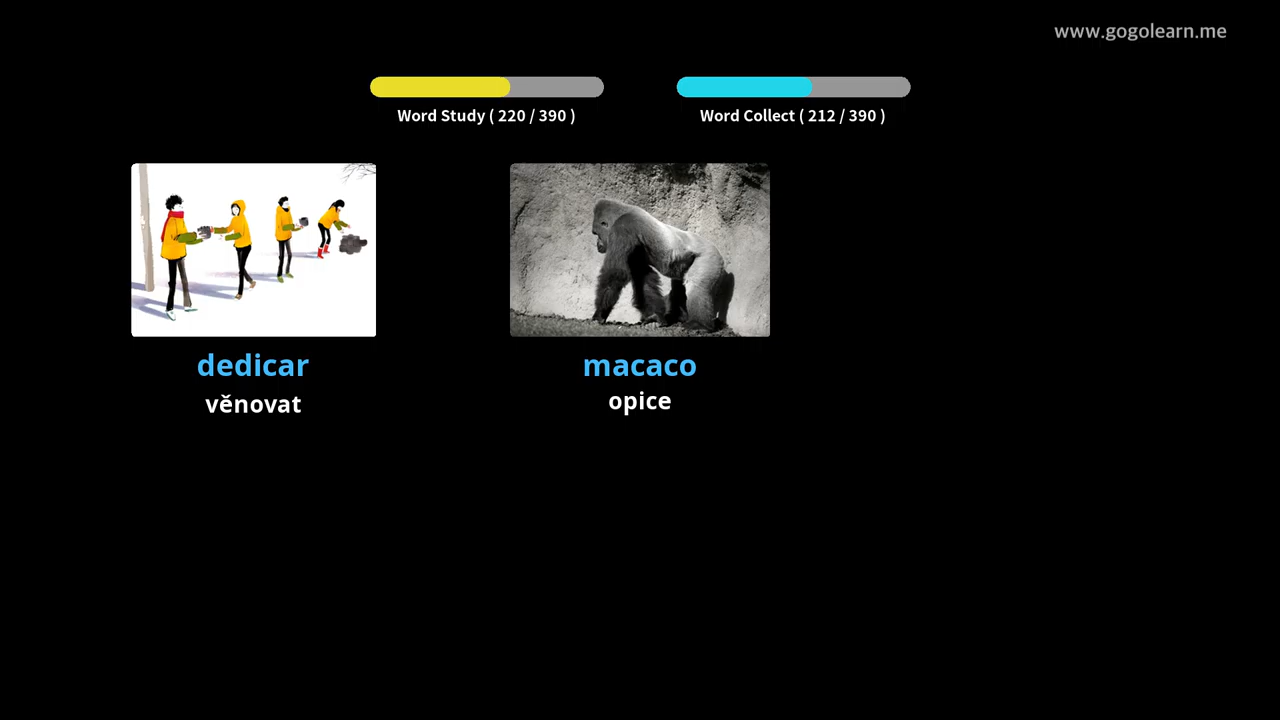 www.gogolearn.me
Word Study ( 220 / 390 )
Word Collect ( 212 / 390 )
dedicar
věnovat
macaco
opice